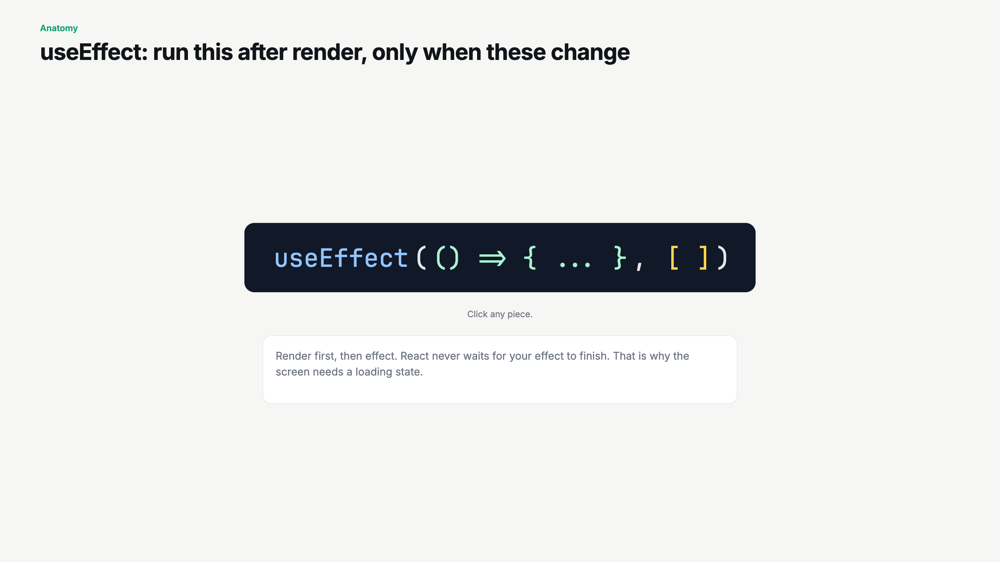 Anatomy
useEffect: run this after render, only when these change
useEffect(() => { ... }, [ ])
Click any piece.
Render first, then effect. React never waits for your effect to finish. That is why the
screen needs a loading state.